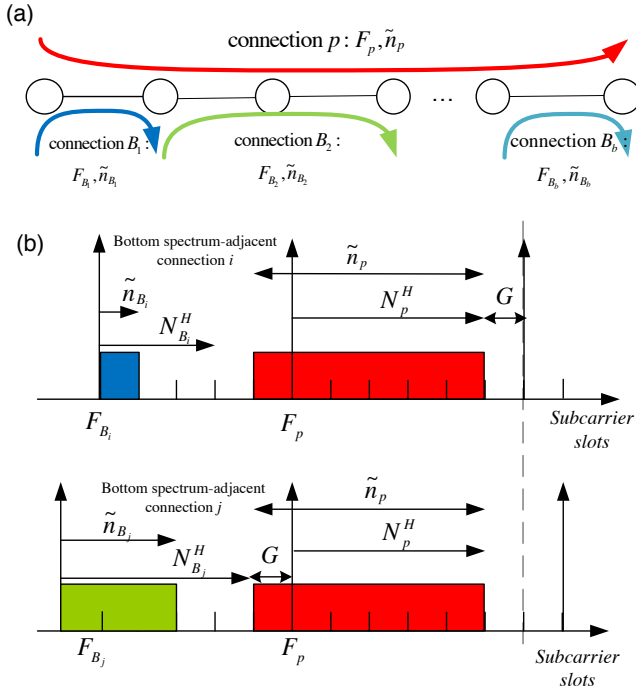 (a)
connection p : F_p, ñ_p
...
connection B_1 :
F_{B_1}, ñ_{B_1}
connection B_2 :
F_{B_2}, ñ_{B_2}
connection B_b :
F_{B_b}, ñ_{B_b}
(b)
Bottom spectrum-adjacent
connection i
ñ_{B_i}
N_{B_i}^H
ñ_p
N_p^H
G
F_{B_i}
F_p
Subcarrier
slots
Bottom spectrum-adjacent
connection j
ñ_{B_j}
N_{B_j}^H
G
ñ_p
N_p^H
F_{B_j}
F_p
Subcarrier
slots